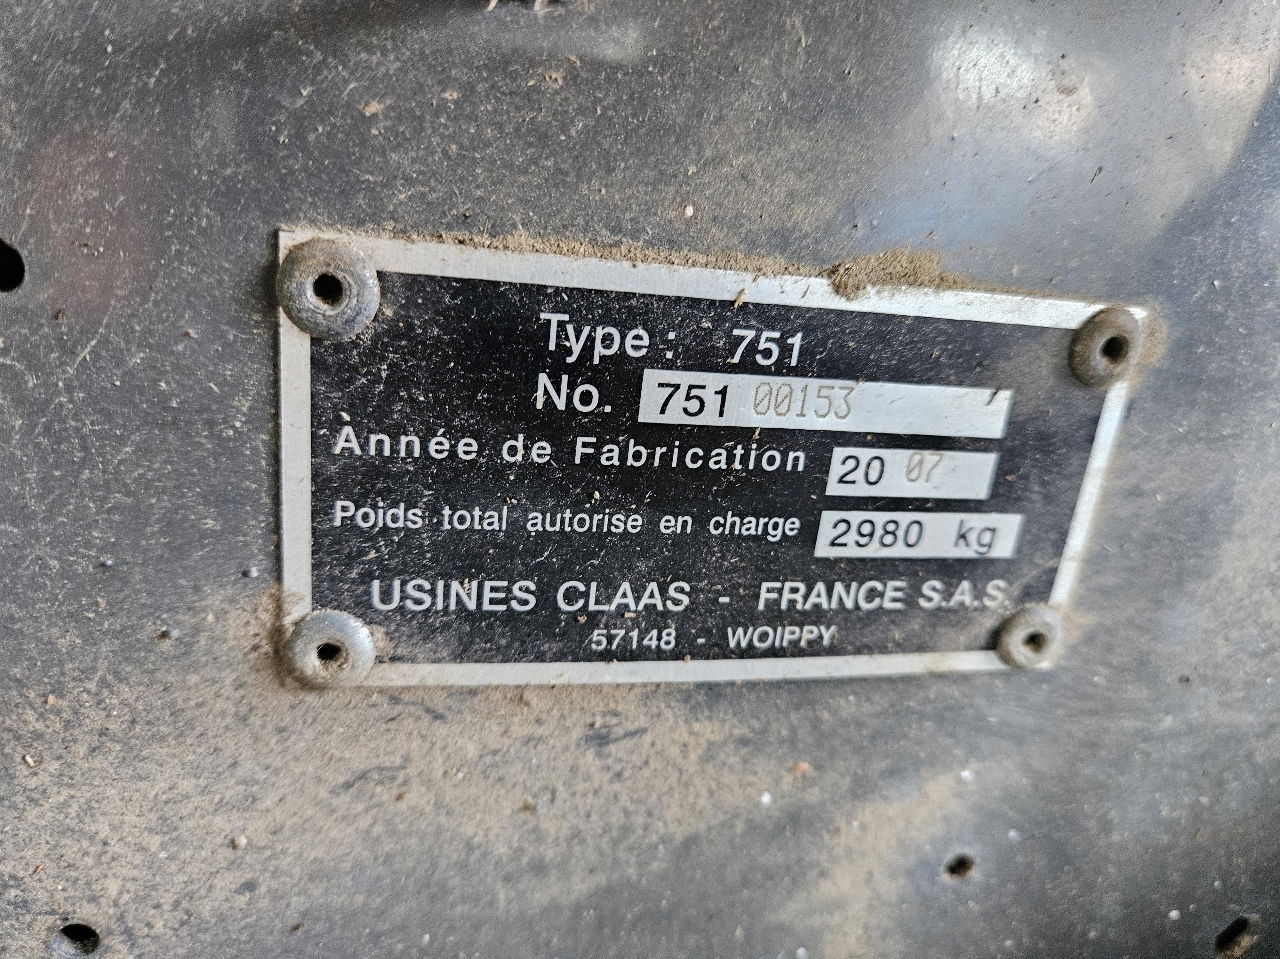 Type: 751
No. 751 00153
Année de Fabrication 20 07
Poids total autorise en charge 2980 kg
USINES CLAAS - FRANCE S.A.S.
57148 - WOIPPY